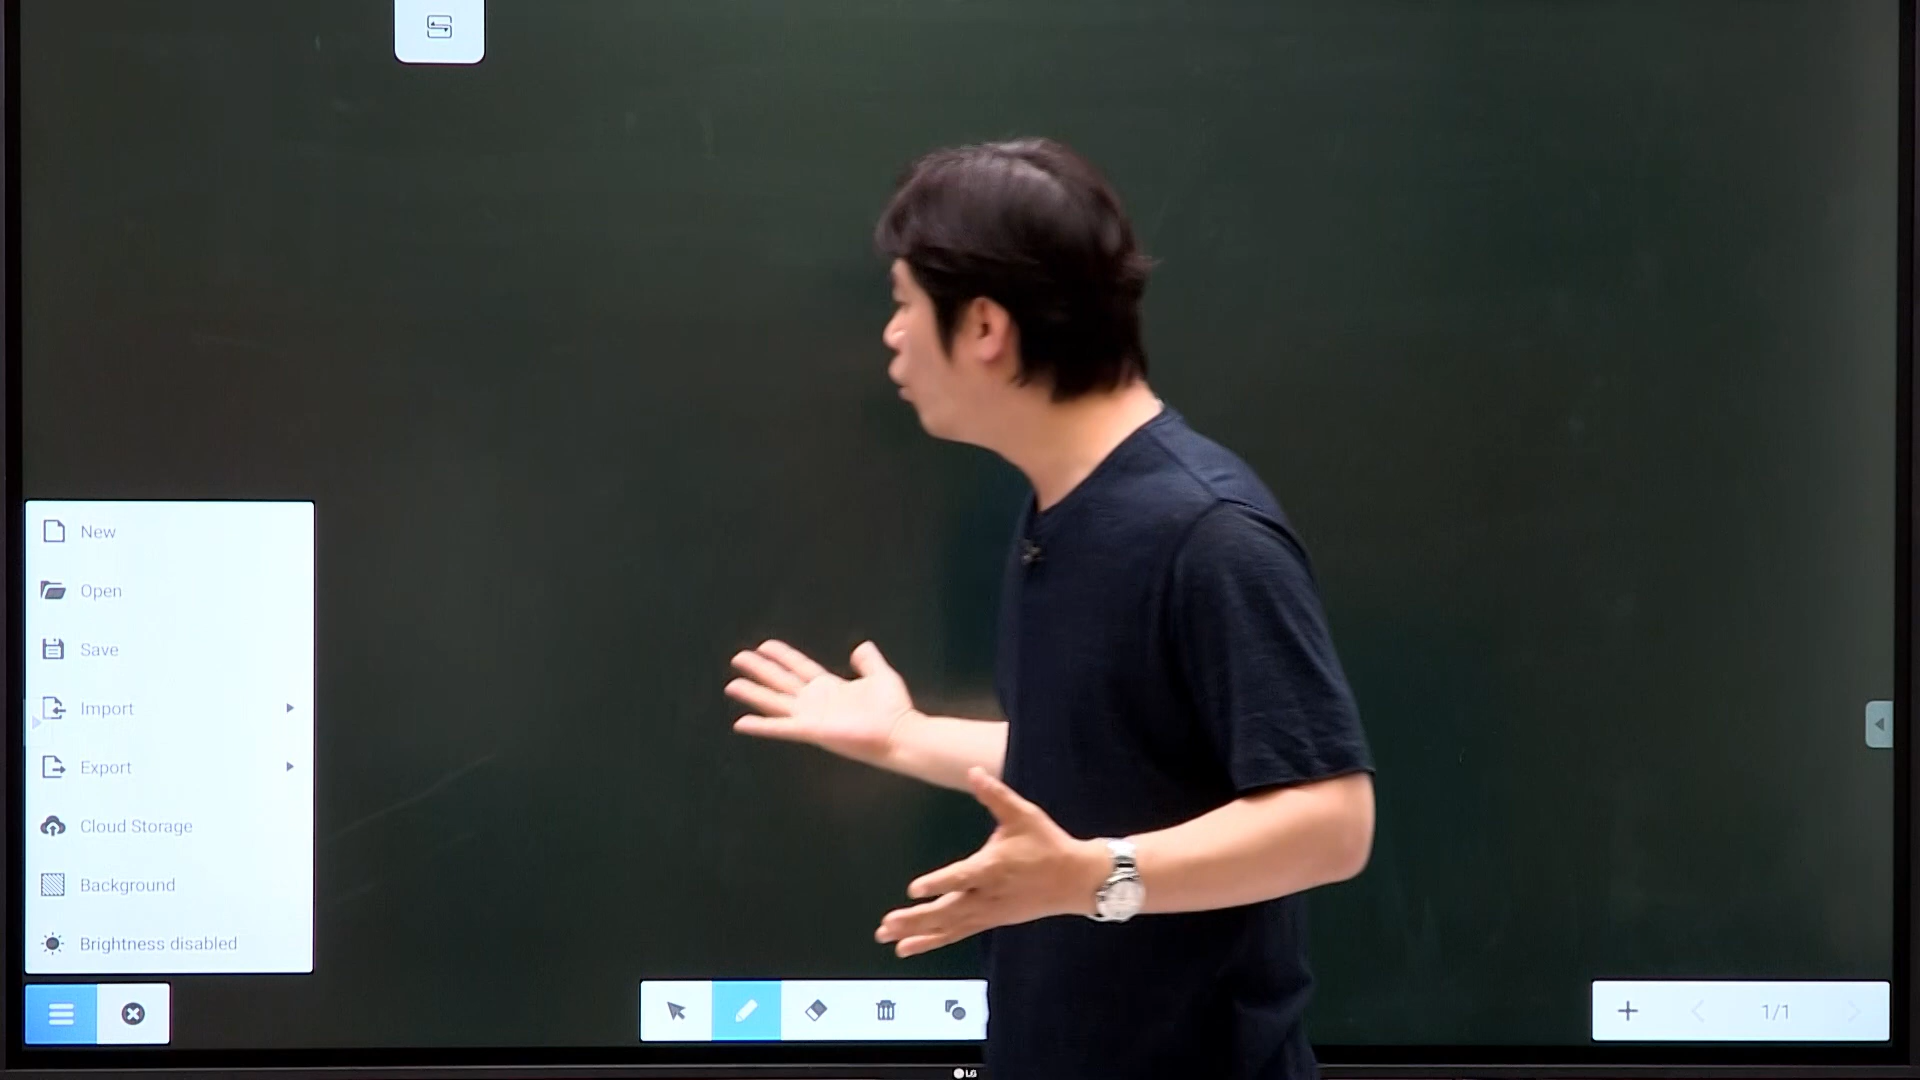 New
Open
Save
Import
Export
Cloud Storage
Background
Brightness disabled
1/1
LG